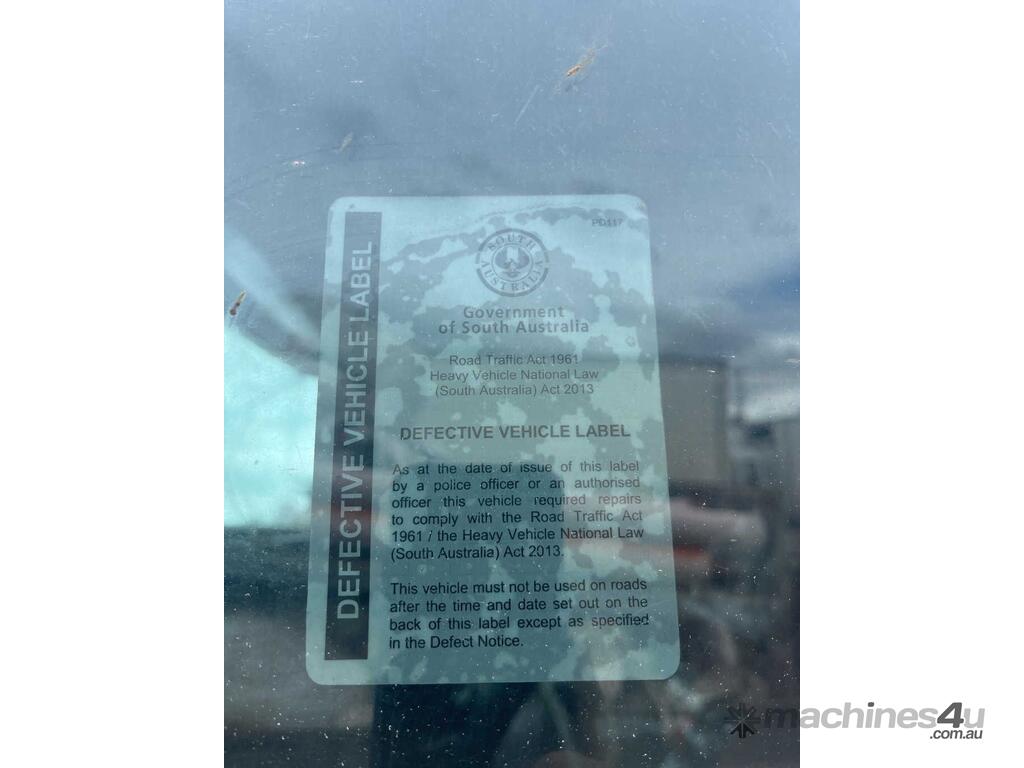 PD117
SOUTH AUSTRALIA
Government
of South Australia
Road Traffic Act 1961
Heavy Vehicle National Law
(South Australia) Act 2013
DEFECTIVE VEHICLE LABEL
DEFECTIVE VEHICLE LABEL
As at the date of issue of this label
by a police officer or an authorised
officer this vehicle required repairs
to comply with the Road Traffic Act
1961 / the Heavy Vehicle National Law
(South Australia) Act 2013.
This vehicle must not be used on roads
after the time and date set out on the
back of this label except as specified
in the Defect Notice.
machines4u
.com.au